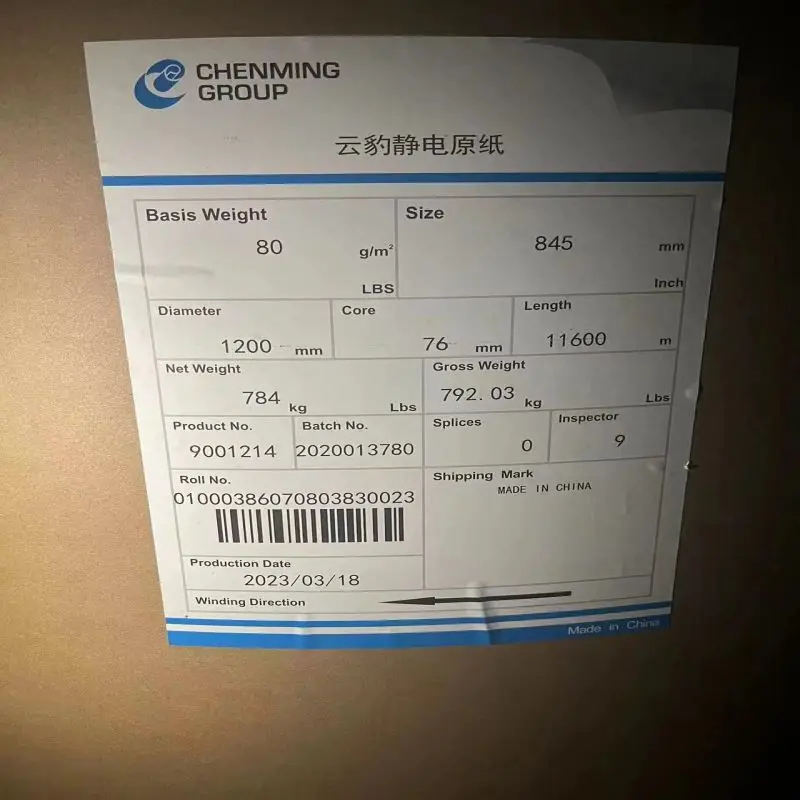 CHENMING
GROUP
云豹静电原纸
Basis Weight
80 g/m²
LBS
Size
845 mm
Inch
Diameter
1200 mm
Core
76 mm
Length
11600 m
Net Weight
784 kg Lbs
Gross Weight
792.03 kg Lbs
Product No.
9001214
Batch No.
2020013780
Splices
0
Inspector
9
Roll No.
01000386070803830023
Shipping Mark
MADE IN CHINA
Production Date
2023/03/18
Winding Direction
Made in China